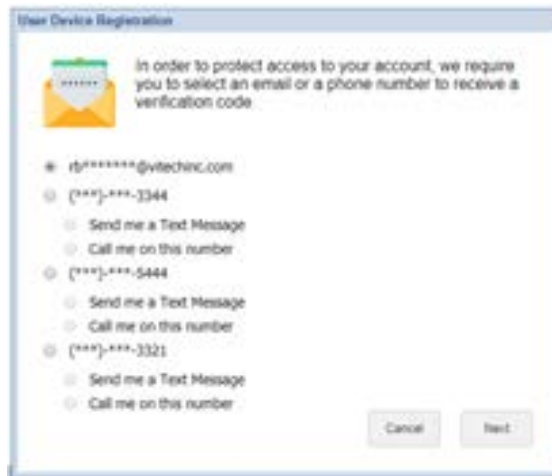 User Device Registration
In order to protect access to your account, we require
you to select an email or a phone number to receive a
verification code
rb*******@vitechinc.com
(***)-***-3344
Send me a Text Message
Call me on this number
(***)-***-5444
Send me a Text Message
Call me on this number
(***)-***-3321
Send me a Text Message
Call me on this number
Cancel Next